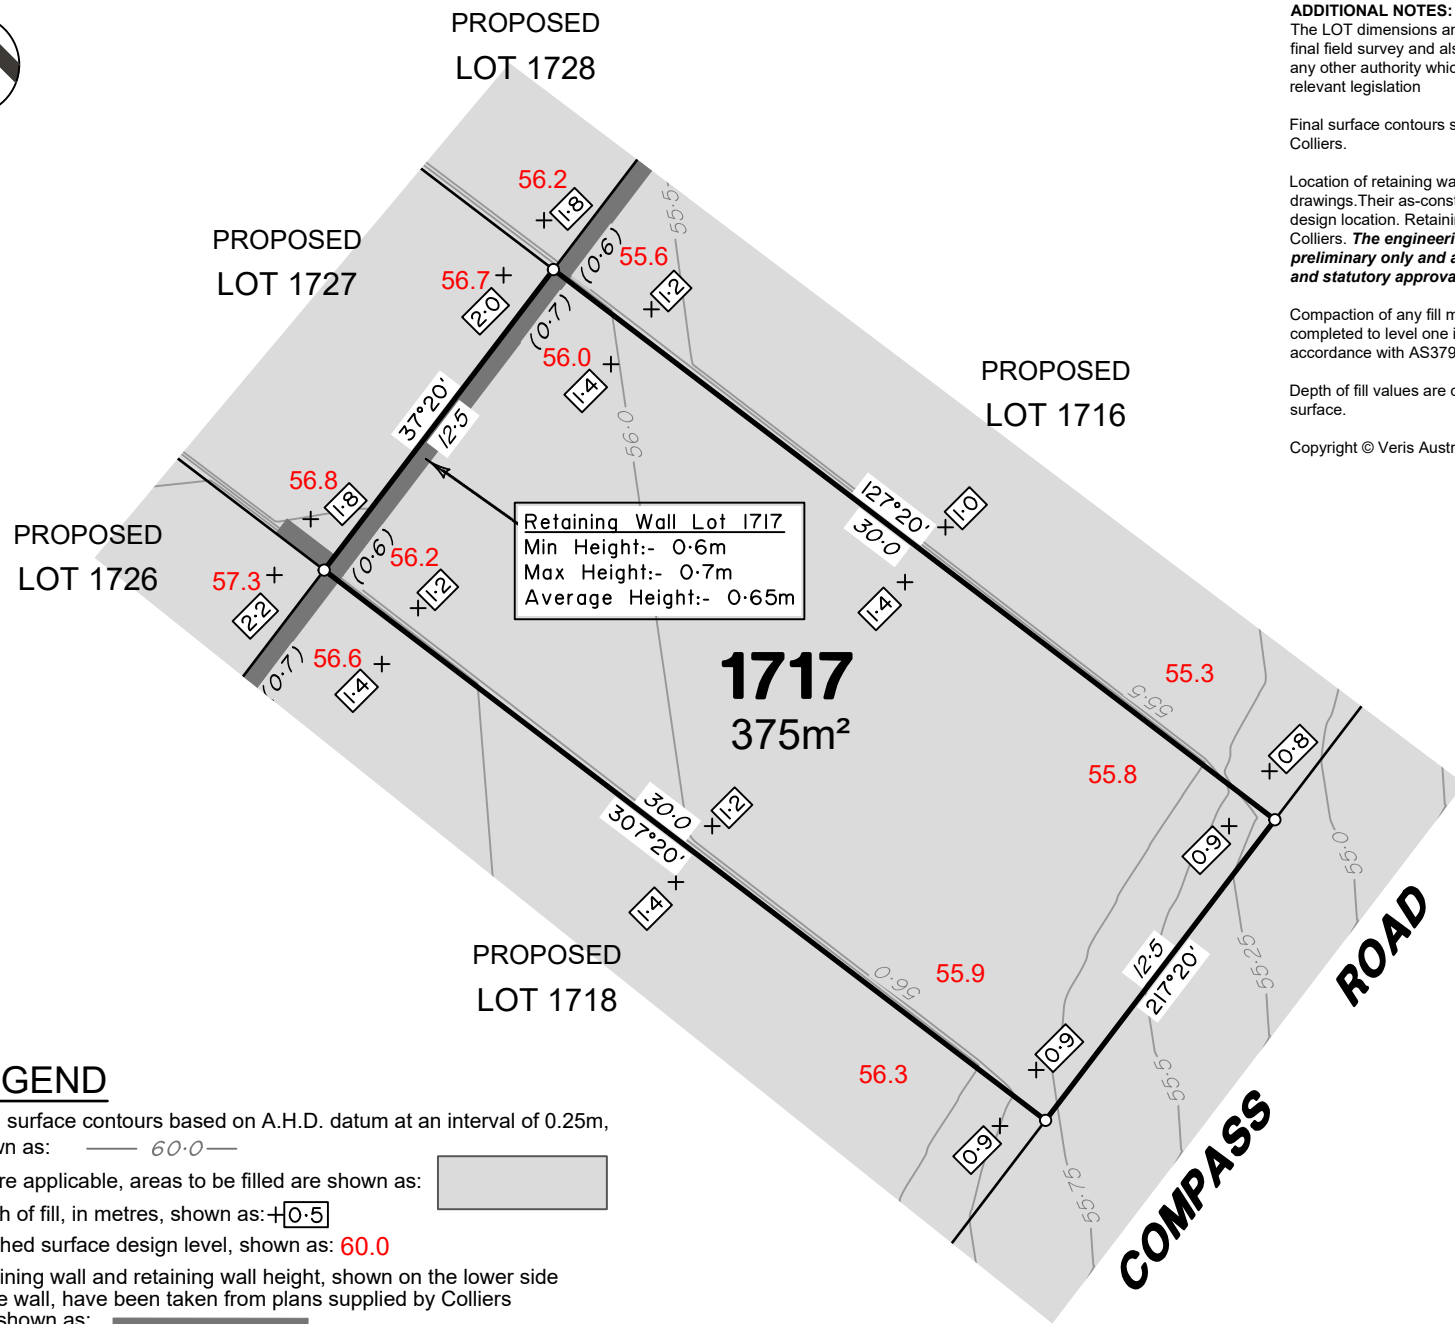 PROPOSED
LOT 1728
ADDITIONAL NOTES:
The LOT dimensions ar
final field survey and als
any other authority whic
relevant legislation
Final surface contours s
Colliers.
Location of retaining wa
drawings.Their as-const
design location. Retainin
Colliers. The engineeri
preliminary only and a
and statutory approva
Compaction of any fill m
completed to level one i
accordance with AS379
Depth of fill values are d
surface.
Copyright © Veris Austr
56.2
1·8
55·5
PROPOSED
LOT 1727
(0·6)
55.6
56.7
2·0
1·2
(0·7)
56.0
1·4
PROPOSED
LOT 1716
37°20'
12·5
56·0
56.8
1·8
127°20'
30·0
1·0
Retaining Wall Lot 1717
Min Height:- 0·6m
Max Height:- 0·7m
Average Height:- 0·65m
PROPOSED
LOT 1726
(0·6)
56.2
57.3
2·2
1·2
1·4
(0·7)
56.6
1·4
1717
375m²
55.3
55·5
55.8
0·8
30·0
307°20'
1·2
0·9
55·0
1·4
PROPOSED
LOT 1718
56·0
55.9
12·5
217°20'
55·25
ROAD
56.3
0·9
55·5
0·9
55·75
COMPASS
GEND
surface contours based on A.H.D. datum at an interval of 0.25m,
vn as: 60·0
re applicable, areas to be filled are shown as:
h of fill, in metres, shown as: 0·5
hed surface design level, shown as: 60.0
ining wall and retaining wall height, shown on the lower side
e wall, have been taken from plans supplied by Colliers
shown as: